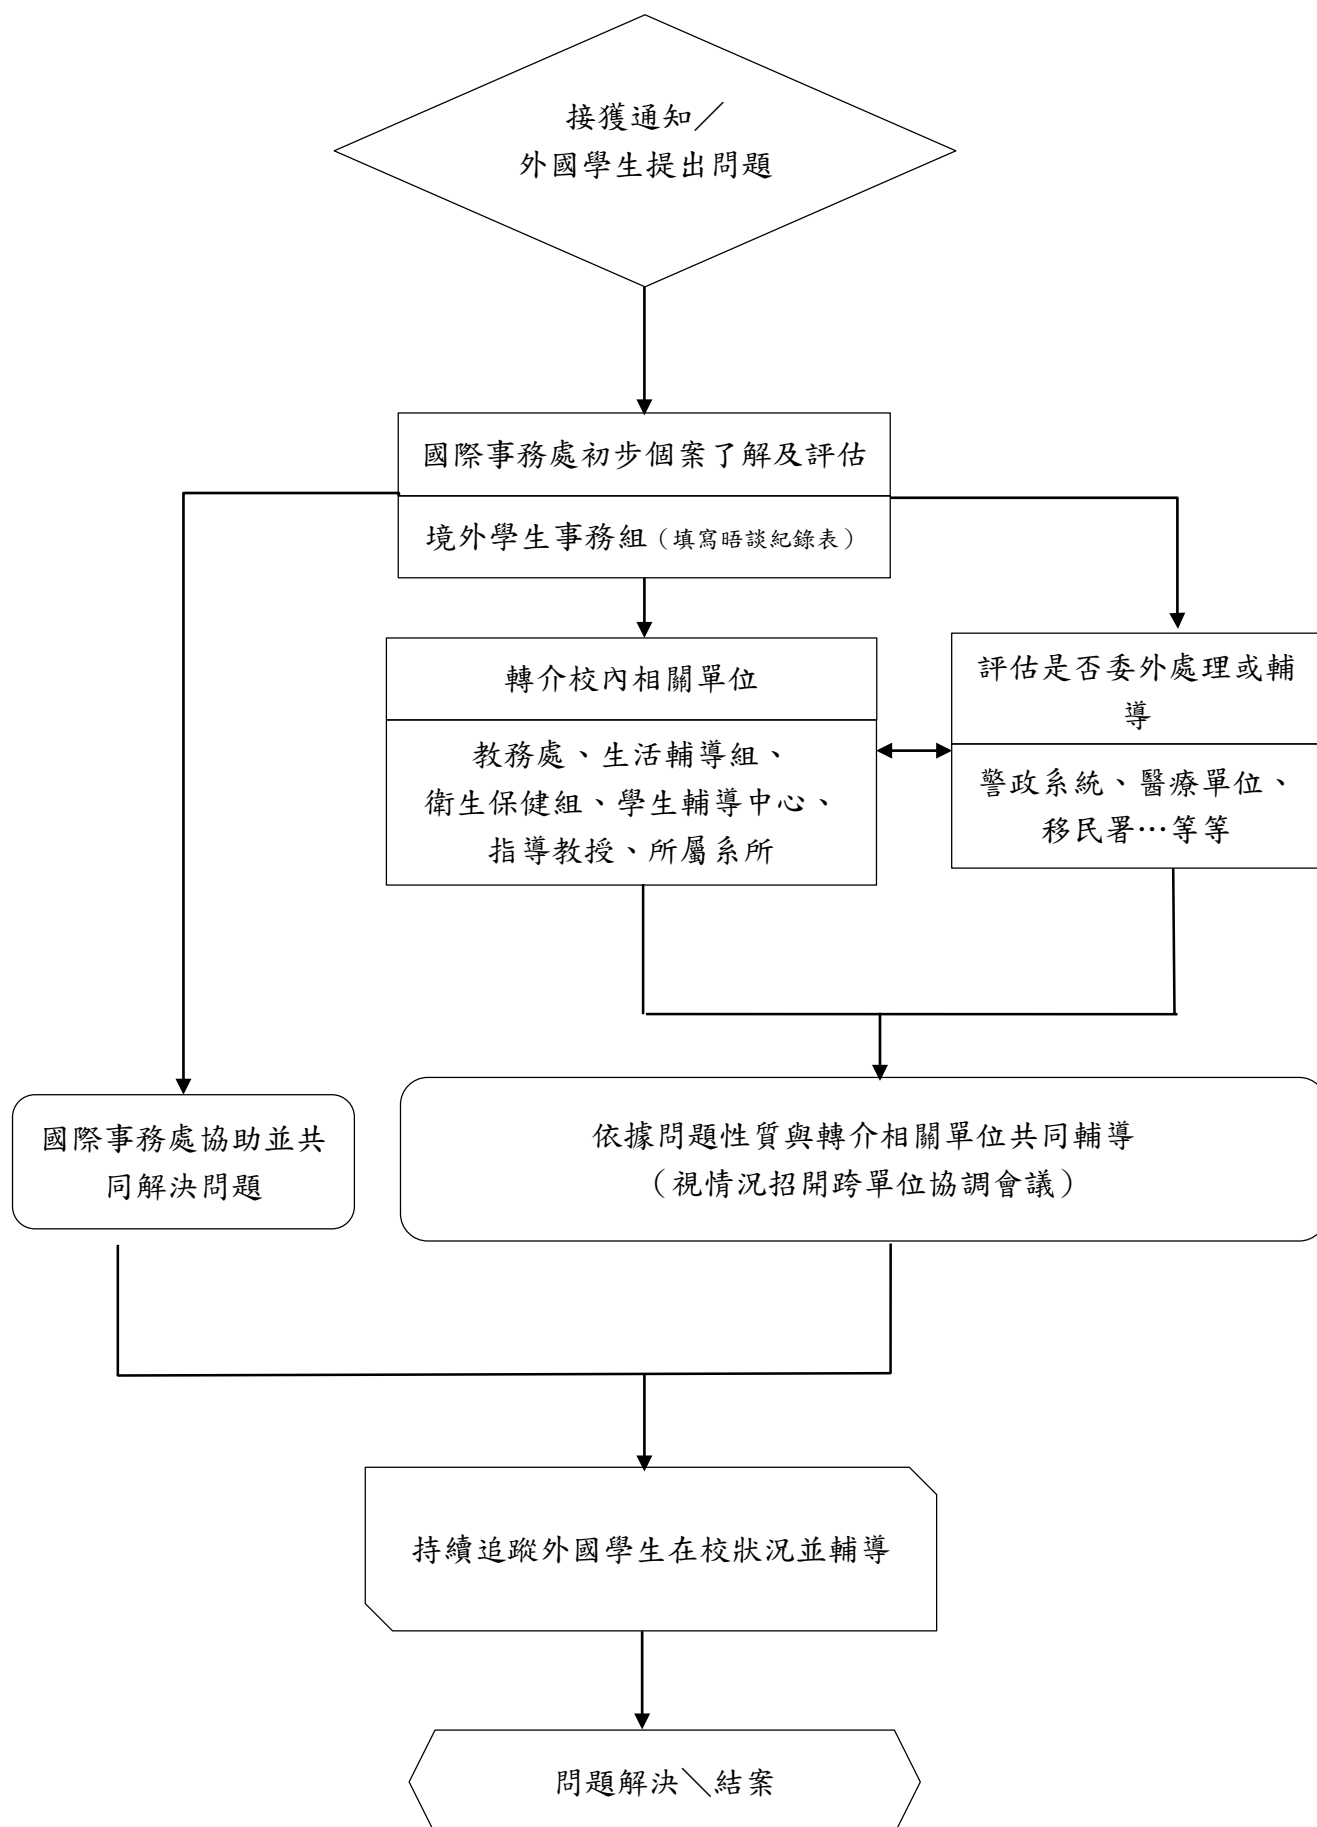 接獲通知／
外國學生提出問題
國際事務處初步個案了解及評估
境外學生事務組（填寫晤談紀錄表）
轉介校內相關單位
教務處、生活輔導組、
衛生保健組、學生輔導中心、
指導教授、所屬系所
評估是否委外處理或輔
導
警政系統、醫療單位、
移民署…等等
國際事務處協助並共
同解決問題
依據問題性質與轉介相關單位共同輔導
（視情況招開跨單位協調會議）
持續追蹤外國學生在校狀況並輔導
問題解決＼結案